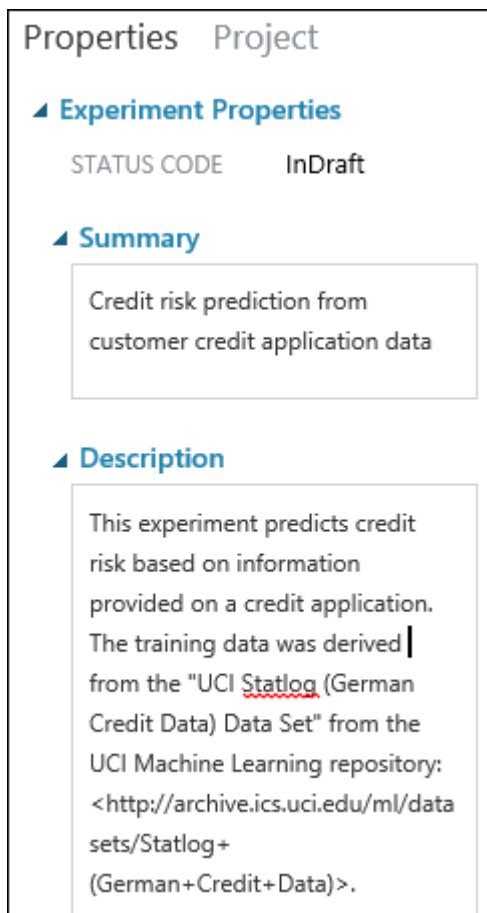 Properties Project
Experiment Properties
STATUS CODE InDraft
Summary
Credit risk prediction from
customer credit application data
Description
This experiment predicts credit
risk based on information
provided on a credit application.
The training data was derived
from the "UCI Statlog (German
Credit Data) Data Set" from the
UCI Machine Learning repository:
<http://archive.ics.uci.edu/ml/data
sets/Statlog+
(German+Credit+Data)>.